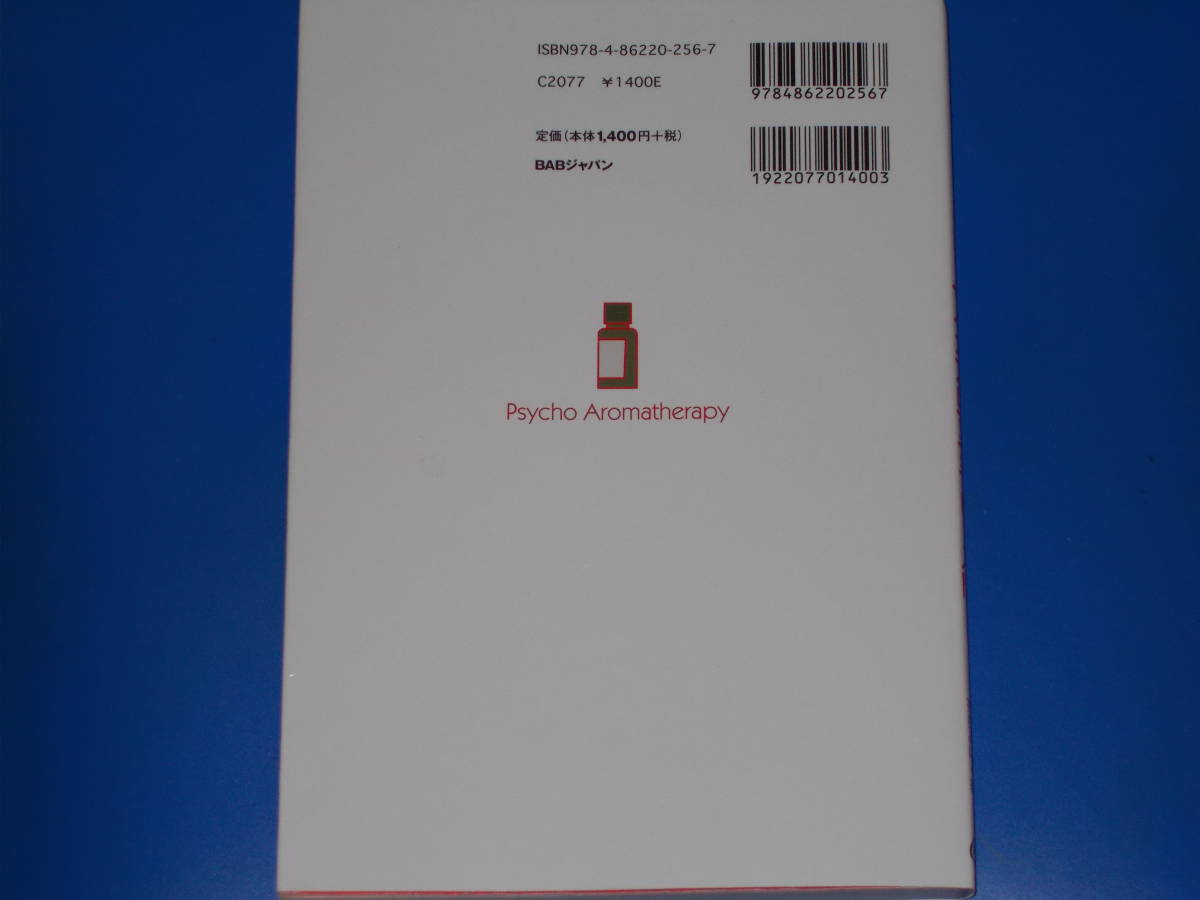 ISBN978-4-86220-256-7
C2077 ¥1400E
9784862202567
定価(本体1,400円+税)
BABジャパン
1922077014003
Psycho Aromatherapy